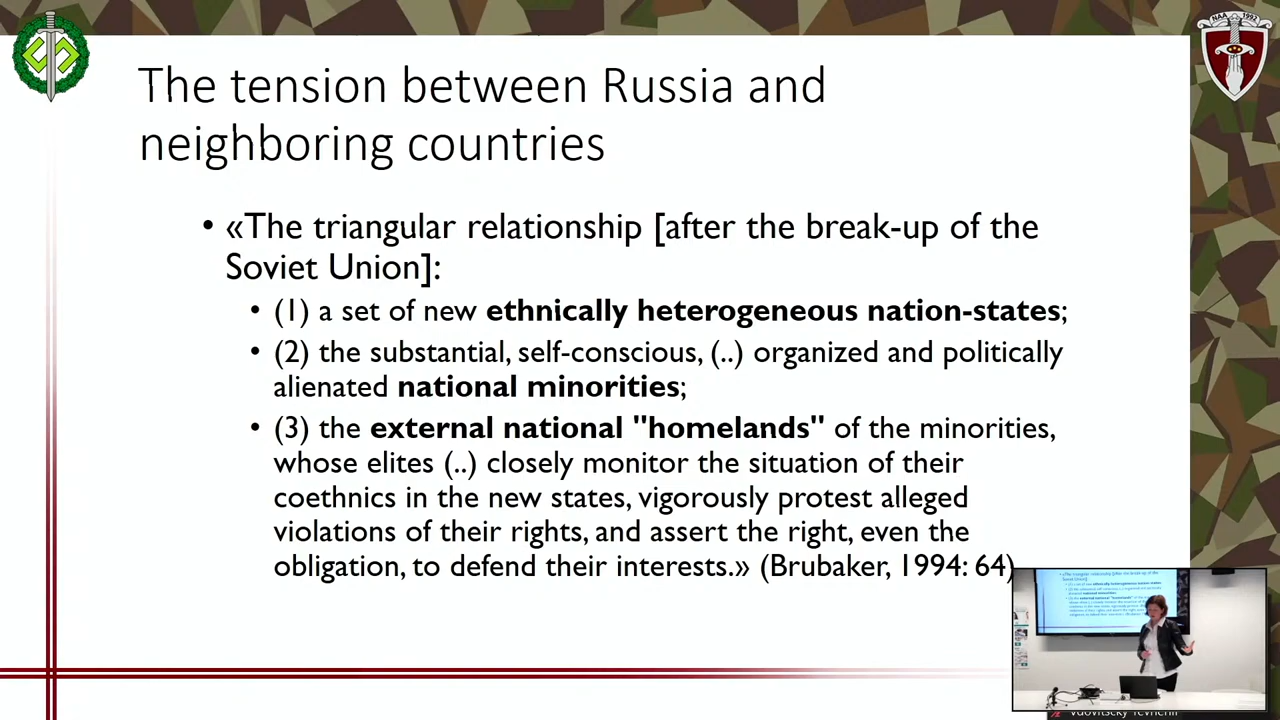 NAA 1992
The tension between Russia and
neighboring countries
• «The triangular relationship [after the break-up of the
Soviet Union]:
• (1) a set of new ethnically heterogeneous nation-states;
• (2) the substantial, self-conscious, (..) organized and politically
alienated national minorities;
• (3) the external national "homelands" of the minorities,
whose elites (..) closely monitor the situation of their
coethnics in the new states, vigorously protest alleged
violations of their rights, and assert the right, even the
obligation, to defend their interests.» (Brubaker, 1994: 64)